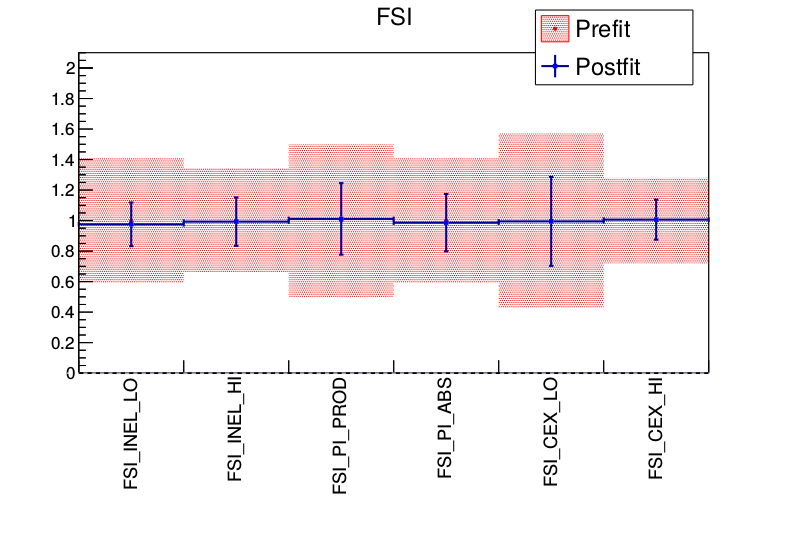 FSI
Prefit
Postfit
2
1.8
1.6
1.4
1.2
1
0.8
0.6
0.4
0.2
0
FSI_INEL_LO
FSI_INEL_HI
FSI_PI_PROD
FSI_PI_ABS
FSI_CEX_LO
FSI_CEX_HI